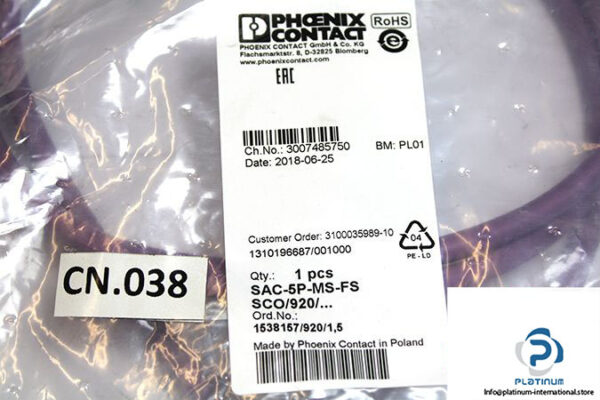 PHOENIX
CONTACT
RoHS
e
PHOENIX CONTACT GmbH & Co. KG
Flachsmarktstr. 8, D-32825 Blomberg
www.phoenixcontact.com
EAC
Ch.No.: 3007485750 BM: PL01
Date: 2018-06-25
Customer Order: 3100035989-10
1310196687/001000
04
PE-LD
Qty.: 1 pcs
SAC-5P-MS-FS
SCO/920/...
Ord.No.:
1538157/920/1,5
Made by Phoenix Contact in Poland
CN.038
PLATINUM
Info@platinum-international.store